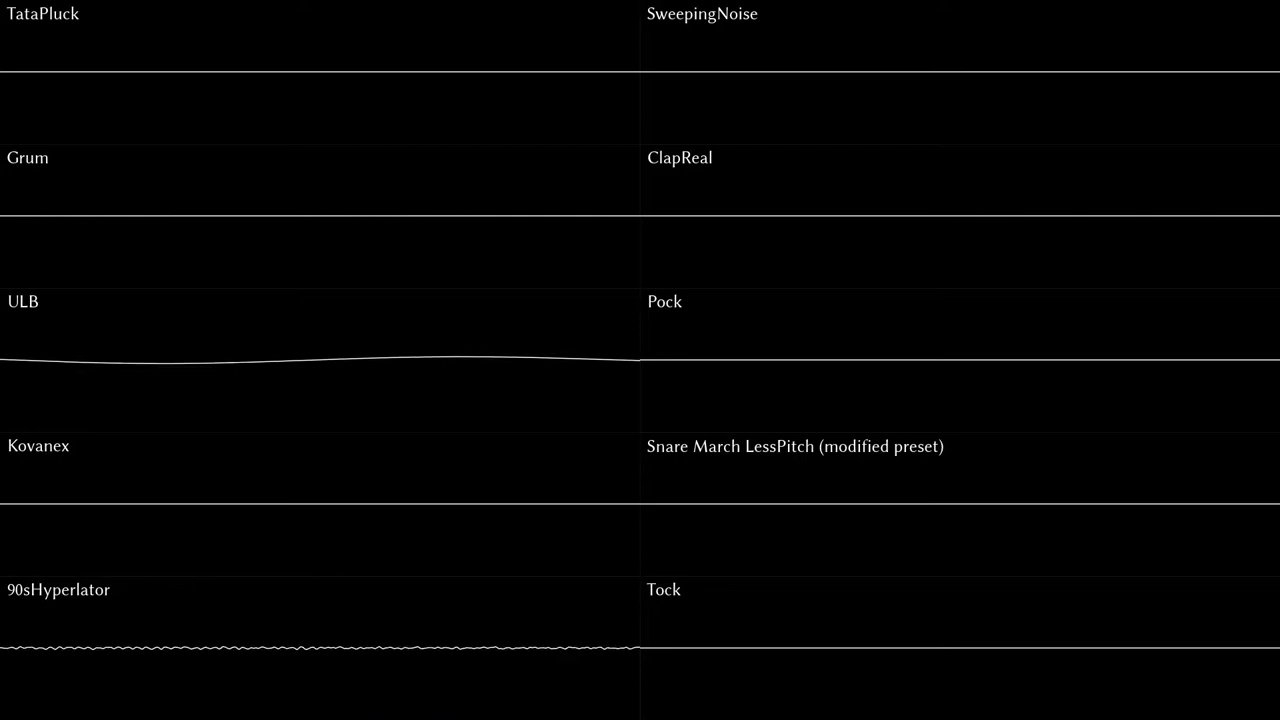 TataPluck
SweepingNoise
Grum
ClapReal
ULB
Pock
Kovanex
Snare March LessPitch (modified preset)
90sHyperlator
Tock